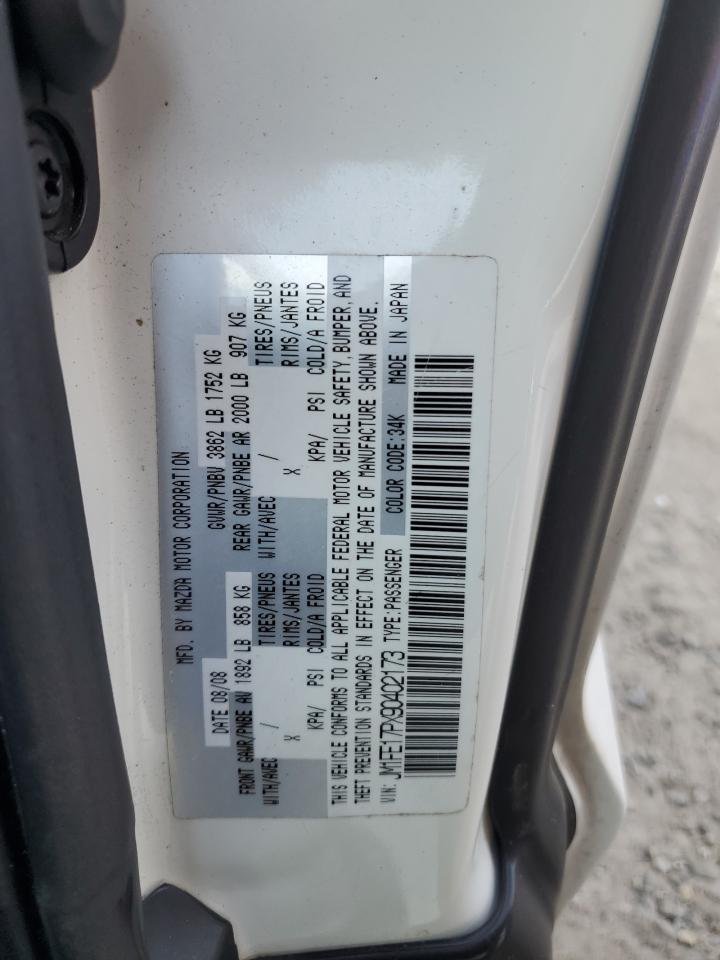 MFD. BY MAZDA MOTOR CORPORATION
DATE 08/08 GVWR/PNBV 3862 LB 1752 KG
FRONT GAWR/PNBE AV 1892 LB 858 KG REAR GAWR/PNBE AR 2000 LB 907 KG
WITH/AVEC / TIRES/PNEUS WITH/AVEC / TIRES/PNEUS
X RIMS/JANTES X RIMS/JANTES
KPA/ PSI COLD/A FROID KPA/ PSI COLD/A FROID
THIS VEHICLE CONFORMS TO ALL APPLICABLE FEDERAL MOTOR VEHICLE SAFETY, BUMPER, AND
THEFT PREVENTION STANDARDS IN EFFECT ON THE DATE OF MANUFACTURE SHOWN ABOVE.
VIN: JM1FE17PX90402173 TYPE:PASSENGER COLOR CODE:34K MADE IN JAPAN